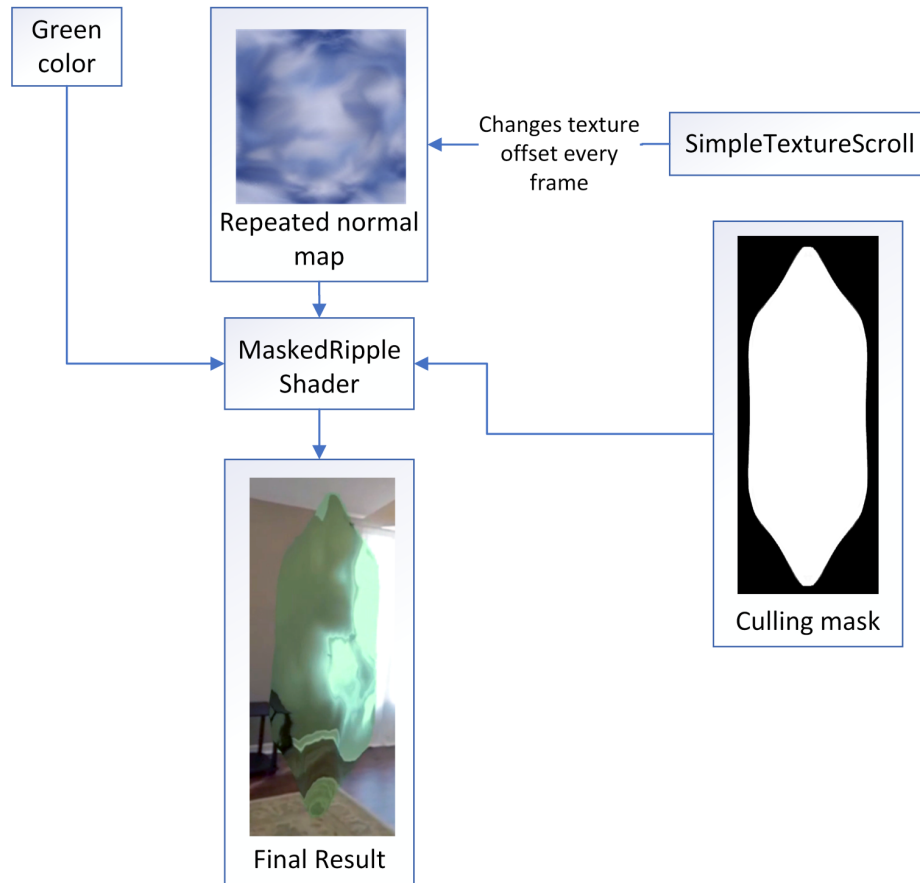 Green
color
Repeated normal
map
Changes texture
offset every
frame
SimpleTextureScroll
MaskedRipple
Shader
Culling mask
Final Result